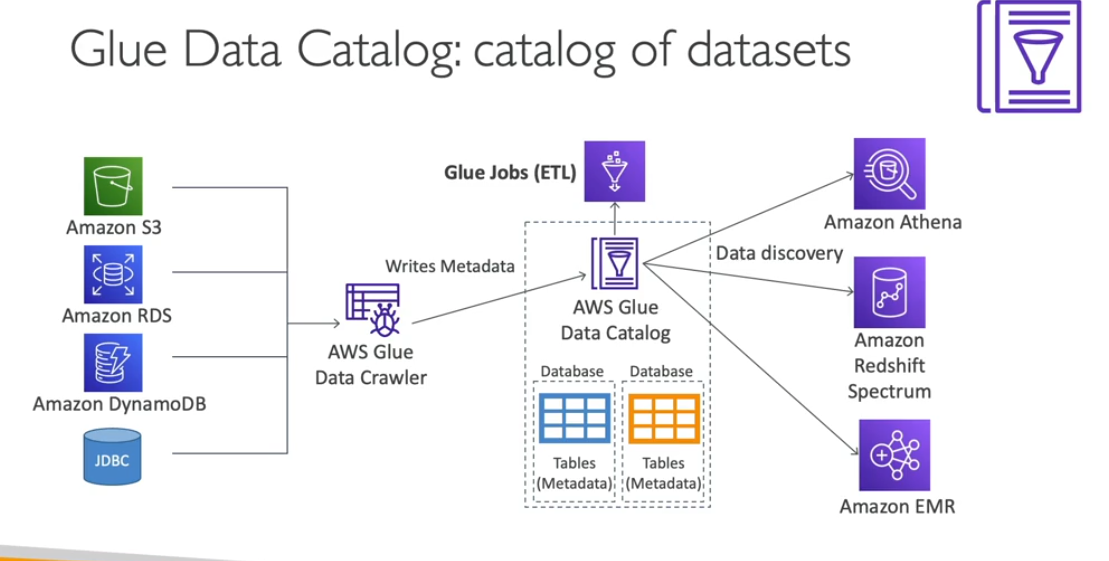 Glue Data Catalog: catalog of datasets
Amazon S3
Amazon RDS
Amazon DynamoDB
JDBC
AWS Glue
Data Crawler
Writes Metadata
Glue Jobs (ETL)
AWS Glue
Data Catalog
Database
Tables
(Metadata)
Database
Tables
(Metadata)
Data discovery
Amazon Athena
Amazon
Redshift
Spectrum
Amazon EMR